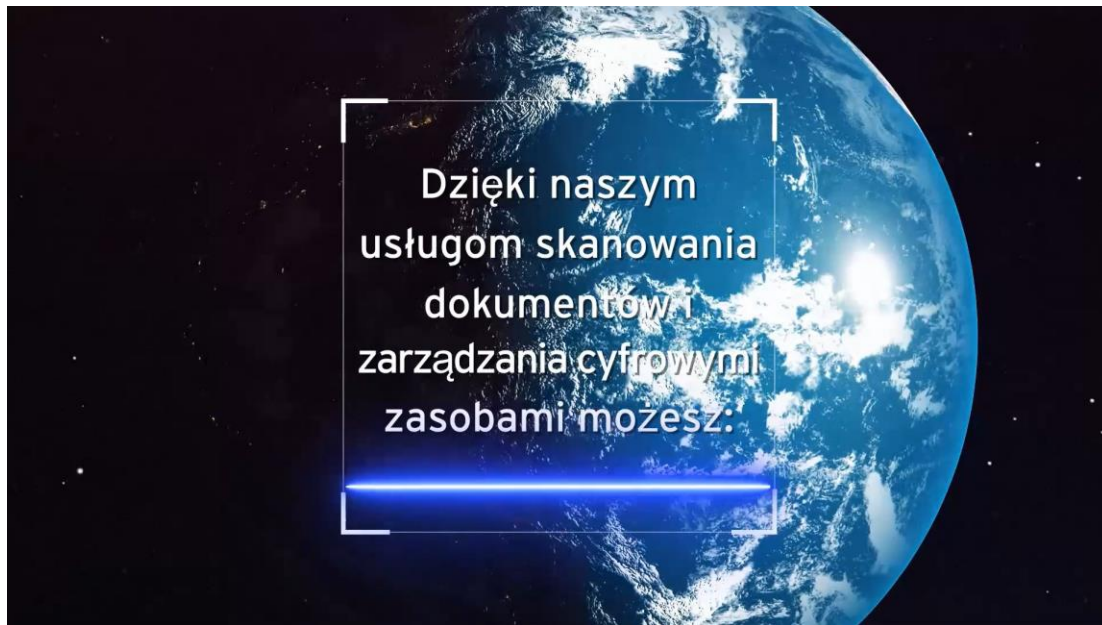 Dzięki naszym
usługom skanowania
dokumentów i
zarządzania cyfrowymi
zasobami możesz: